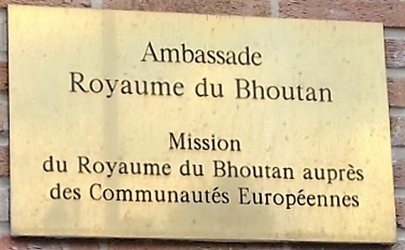 Ambassade
Royaume du Bhoutan
Mission
du Royaume du Bhoutan auprès
des Communautés Européennes